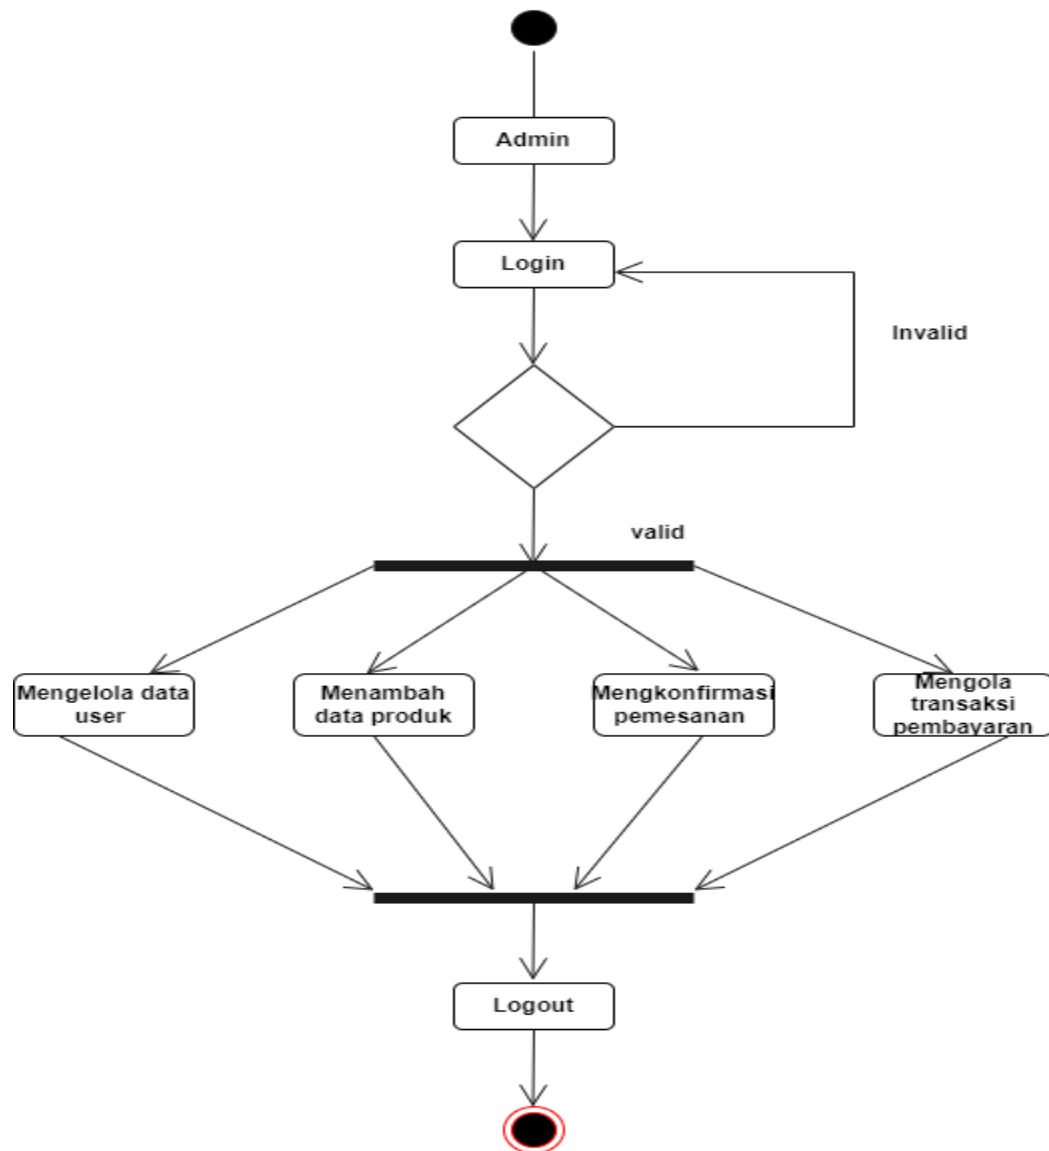 Admin
Login
Invalid
valid
Mengelola data
user
Menambah
data produk
Mengkonfirmasi
pemesanan
Mengola
transaksi
pembayaran
Logout